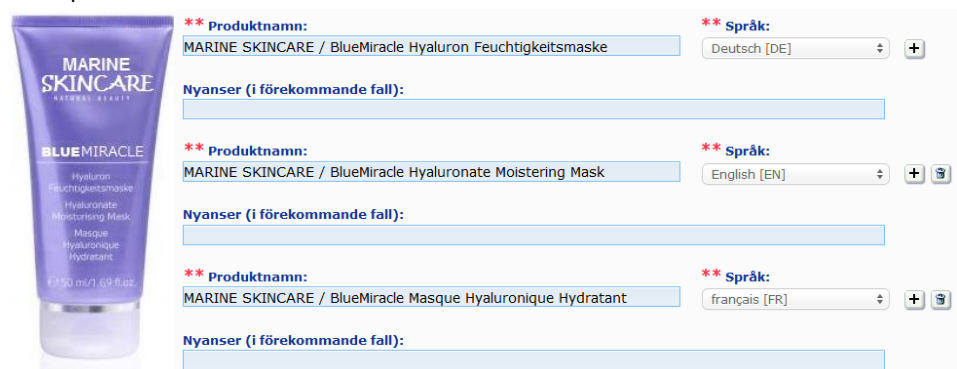 MARINE
SKINCARE
NATURAL BEAUTY
BLUEMIRACLE
Hyaluron
Feuchtigkeitsmaske
Hyaluronate
Moisturising Mask
Masque
Hyaluronique
Hydratant
50 ml/1.69 fl.oz.
** Produktnamn:
** Språk:
MARINE SKINCARE / BlueMiracle Hyaluron Feuchtigkeitsmaske
Deutsch [DE]
Nyanser (i förekommande fall):
** Produktnamn:
** Språk:
MARINE SKINCARE / BlueMiracle Hyaluronate Moistering Mask
English [EN]
Nyanser (i förekommande fall):
** Produktnamn:
** Språk:
MARINE SKINCARE / BlueMiracle Masque Hyaluronique Hydratant
français [FR]
Nyanser (i förekommande fall):